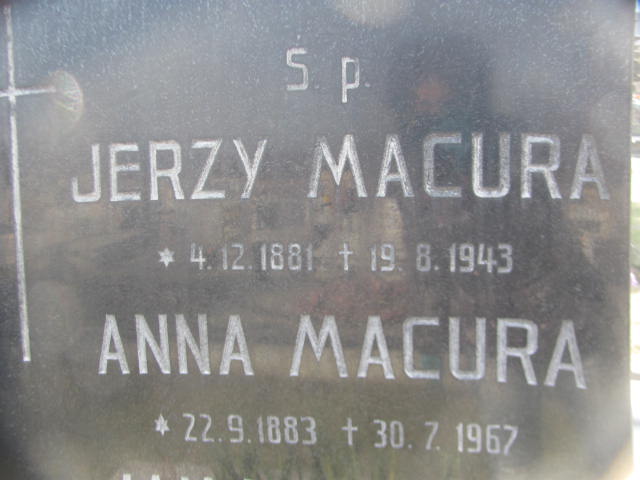 Ś. p.
JERZY MACURA
* 4. 12. 1881 † 19. 8. 1943
ANNA MACURA
* 22. 9. 1883 † 30. 7. 1967